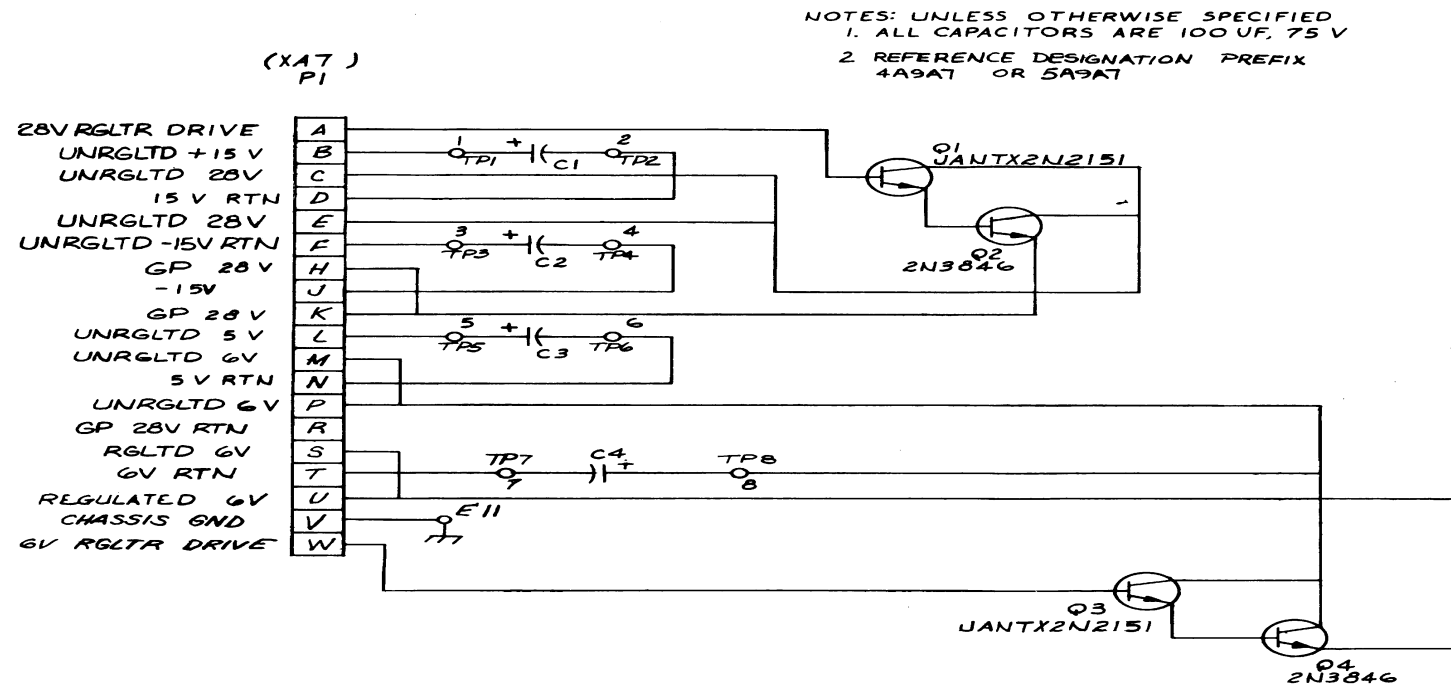 NOTES: UNLESS OTHERWISE SPECIFIED
1. ALL CAPACITORS ARE 100 UF, 75 V
2 REFERENCE DESIGNATION PREFIX
4A9A7 OR 5A9A7
(XA7 )
P1
28V RGLTR DRIVE A
UNRGLTD +15 V B
UNRGLTD 28V C
15 V RTN D
UNRGLTD 28 V E
UNRGLTD -15V RTN F
GP 28 V H
-15V J
GP 28 V K
UNRGLTD 5 V L
UNRGLTD 6V M
5 V RTN N
UNRGLTD 6 V P
GP 28V RTN R
RGLTD 6V S
6V RTN T
REGULATED 6V U
CHASSIS GND V
6V RGLTR DRIVE W
1 + 2
TP1 C1 TP2
3 + 4
TP3 C2 TP4
5 + 6
TP5 C3 TP6
TP7 C4 + TP8
7 8
E11
Q1
JANTX2N2151
Q2
2N3846
Q3
JANTX2N2151
Q4
2N3846